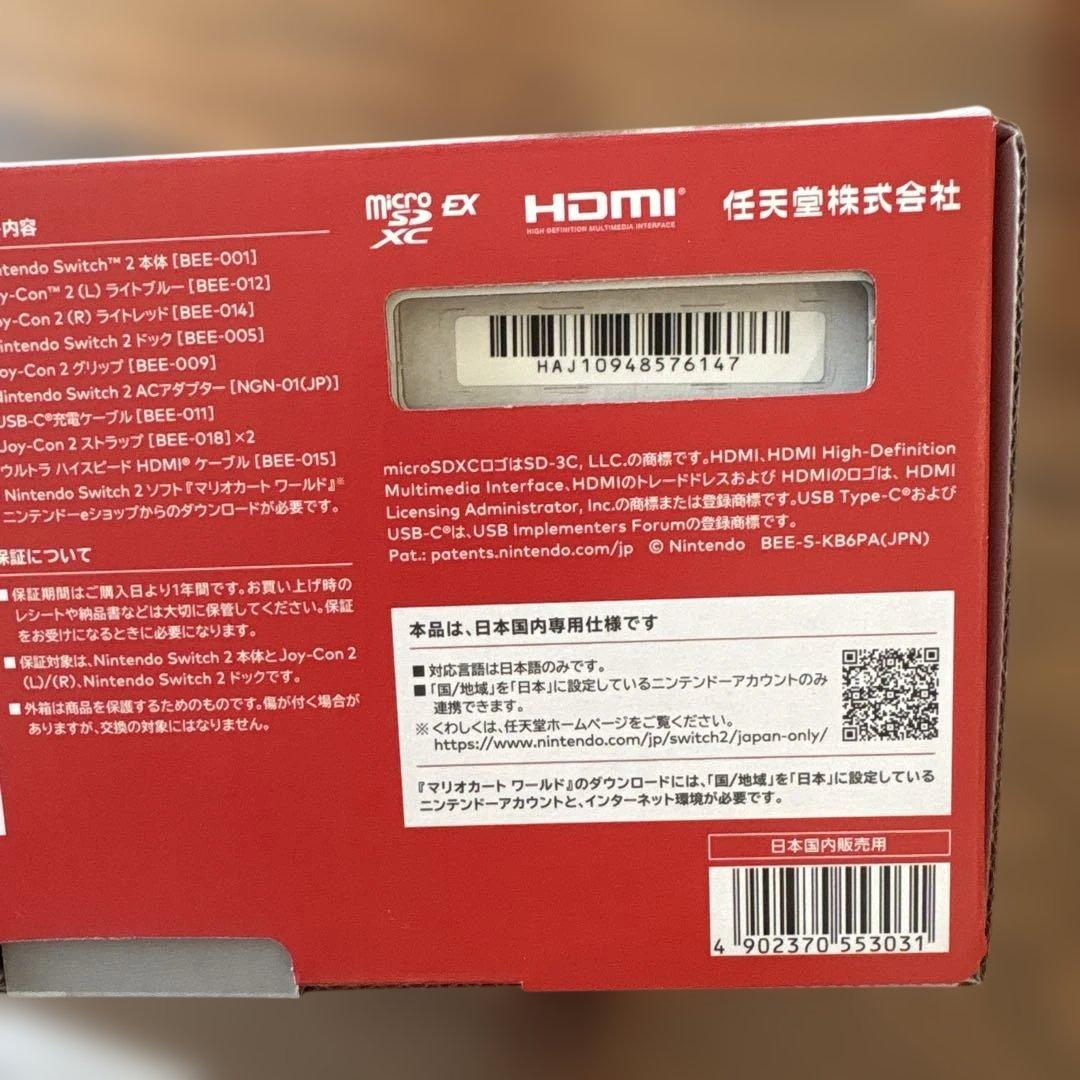 内容
ntendo Switch™ 2 本体 [BEE-001]
y-Con™ 2 (L) ライトブルー [BEE-012]
oy-Con 2 (R) ライトレッド [BEE-014]
intendo Switch 2 ドック [BEE-005]
oy-Con 2 グリップ [BEE-009]
Nintendo Switch 2 ACアダプター [NGN-01(JP)]
USB-C®充電ケーブル [BEE-011]
Joy-Con 2 ストラップ [BEE-018] ×2
ウルトラ ハイスピード HDMI® ケーブル [BEE-015]
Nintendo Switch 2 ソフト『マリオカート ワールド』※
ニンテンドーeショップからのダウンロードが必要です。
保証について
■ 保証期間はご購入日より1年間です。お買い上げ時の
レシートや納品書などは大切に保管してください。保証
をお受けになるときに必要になります。
■ 保証対象は、Nintendo Switch 2 本体とJoy-Con 2
(L)/(R)、Nintendo Switch 2 ドックです。
■ 外箱は商品を保護するためのものです。傷が付く場合が
ありますが、交換の対象にはなりません。
micro SD XC EX
HDMI®
HIGH DEFINITION MULTIMEDIA INTERFACE
任天堂株式会社
HAJ10948576147
microSDXCロゴはSD-3C, LLC.の商標です。HDMI、HDMI High-Definition
Multimedia Interface、HDMIのトレードドレスおよび HDMIのロゴは、HDMI
Licensing Administrator, Inc.の商標または登録商標です。USB Type-C®および
USB-C®は、USB Implementers Forumの登録商標です。
Pat.: patents.nintendo.com/jp © Nintendo BEE-S-KB6PA(JPN)
本品は、日本国内専用仕様です
■ 対応言語は日本語のみです。
■ 「国/地域」を「日本」に設定しているニンテンドーアカウントのみ
連携できます。
※ くわしくは、任天堂ホームページをご覧ください。
https://www.nintendo.com/jp/switch2/japan-only/
『マリオカート ワールド』のダウンロードには、「国/地域」を「日本」に設定している
ニンテンドーアカウントと、インターネット環境が必要です。
日本国内販売用
4 902370 553031